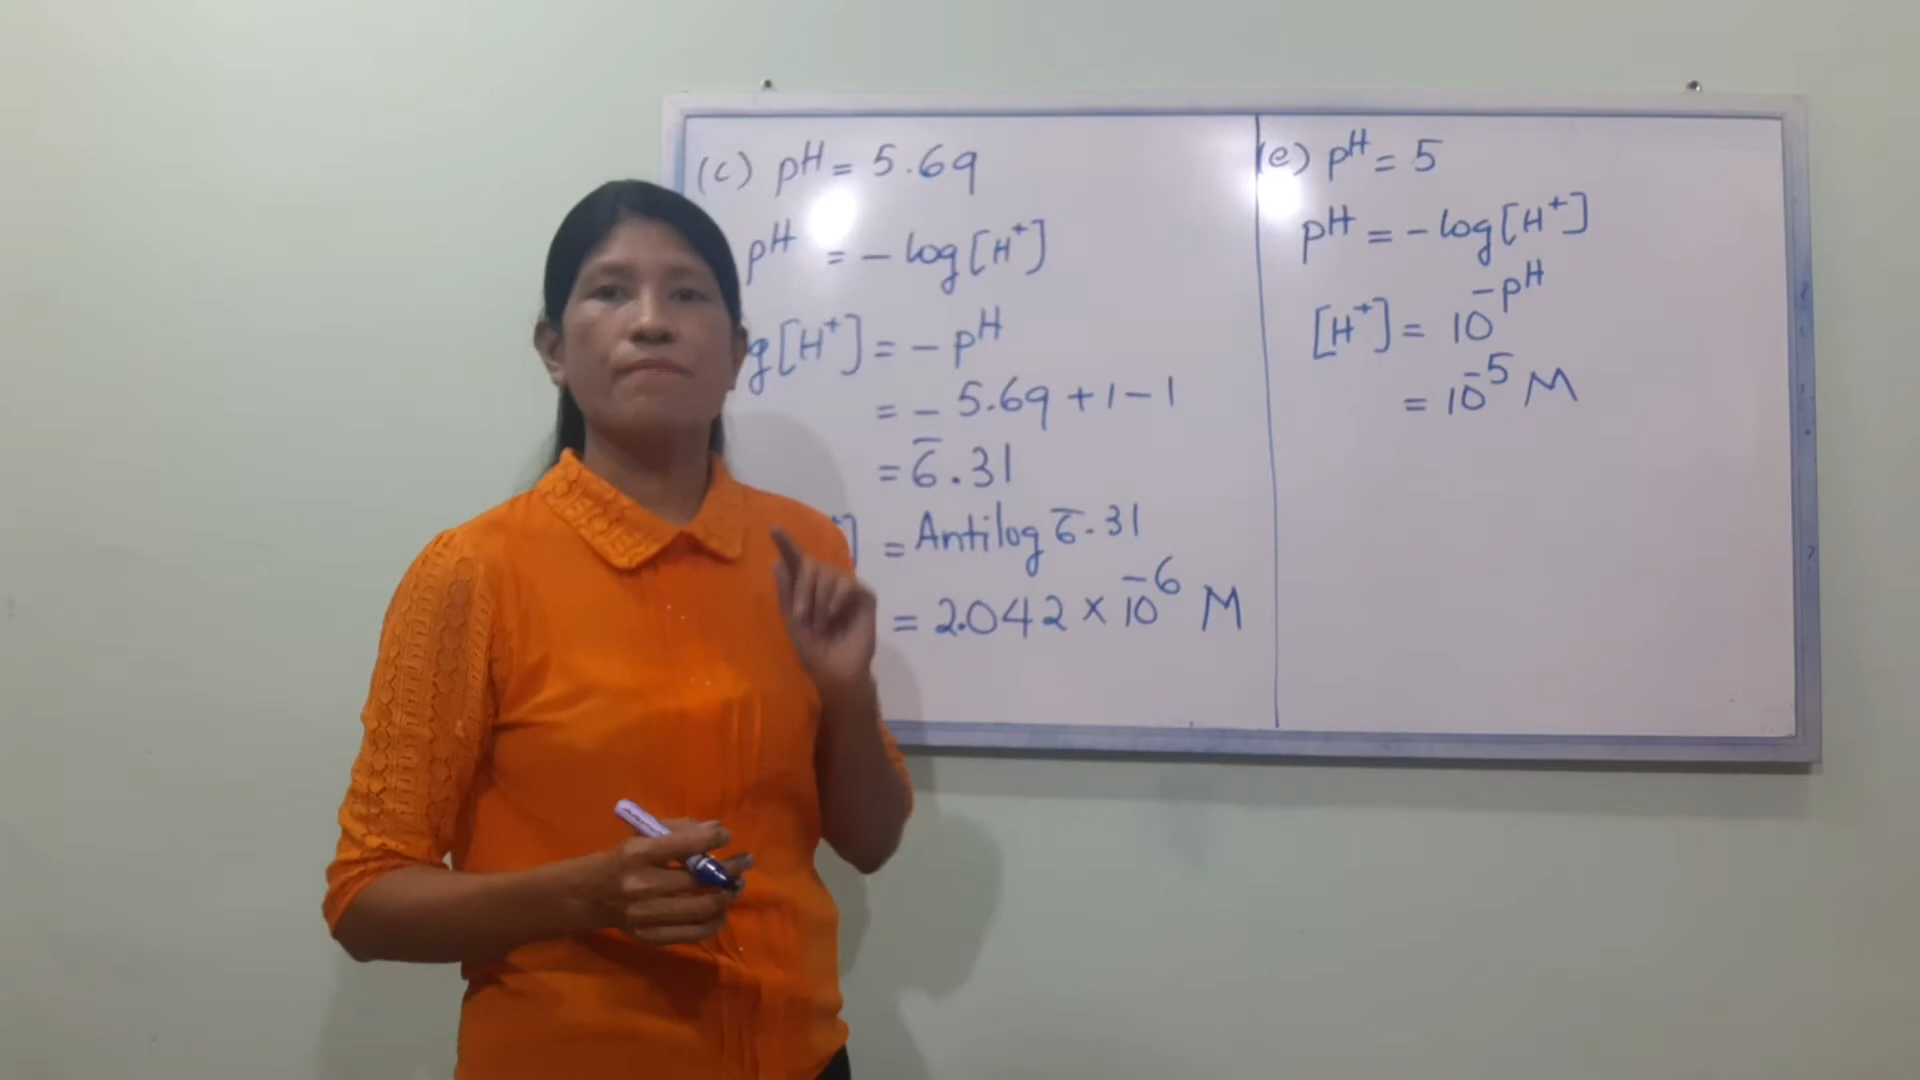 (c) pH = 5.69
pH = - log [H⁺]
g [H⁺] = - pH
= - 5.69 + 1 - 1
= 6̅.31
] = Antilog 6̅.31
= 2.042 × 10⁻⁶ M
(e) pH = 5
pH = - log [H⁺]
[H⁺] = 10⁻ᵖᴴ
= 10⁻⁵ M